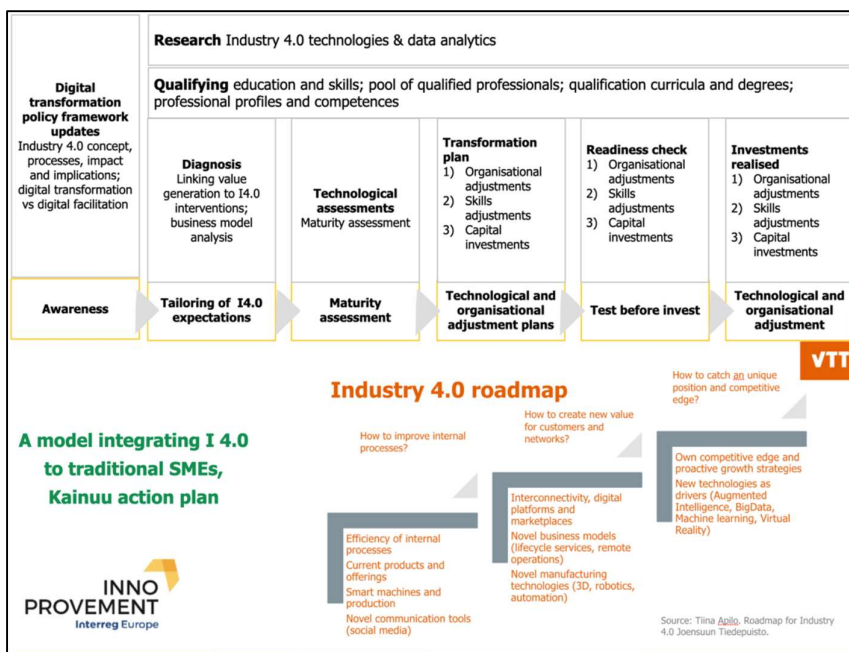 Research Industry 4.0 technologies & data analytics
Qualifying education and skills; pool of qualified professionals; qualification curricula and degrees;
professional profiles and competences
Digital
transformation
policy framework
updates
Industry 4.0 concept,
processes, impact
and implications;
digital transformation
vs digital facilitation
Diagnosis
Linking value
generation to I4.0
interventions;
business model
analysis
Technological
assessments
Maturity assessment
Transformation
plan
1) Organisational
adjustments
2) Skills
adjustments
3) Capital
investments
Readiness check
1) Organisational
adjustments
2) Skills
adjustments
3) Capital
investments
Investments
realised
1) Organisational
adjustments
2) Skills
adjustments
3) Capital
investments
Awareness
Tailoring of I4.0
expectations
Maturity
assessment
Technological and
organisational
adjustment plans
Test before invest
Technological and
organisational
adjustment
VTT
Industry 4.0 roadmap
A model integrating I 4.0
to traditional SMEs,
Kainuu action plan
How to improve internal
processes?
Efficiency of internal
processes
Current products and
offerings
Smart machines and
production
Novel communication tools
(social media)
How to create new value
for customers and
networks?
Interconnectivity, digital
platforms and
marketplaces
Novel business models
(lifecycle services, remote
operations)
Novel manufacturing
technologies (3D, robotics,
automation)
How to catch an unique
position and competitive
edge?
Own competitive edge and
proactive growth strategies
New technologies as
drivers (Augmented
Intelligence, BigData,
Machine learning, Virtual
Reality)
INNO
PROVEMENT
Interreg Europe
Source: Tiina Apilo. Roadmap for Industry
4.0 Joensuun Tiedepuisto.